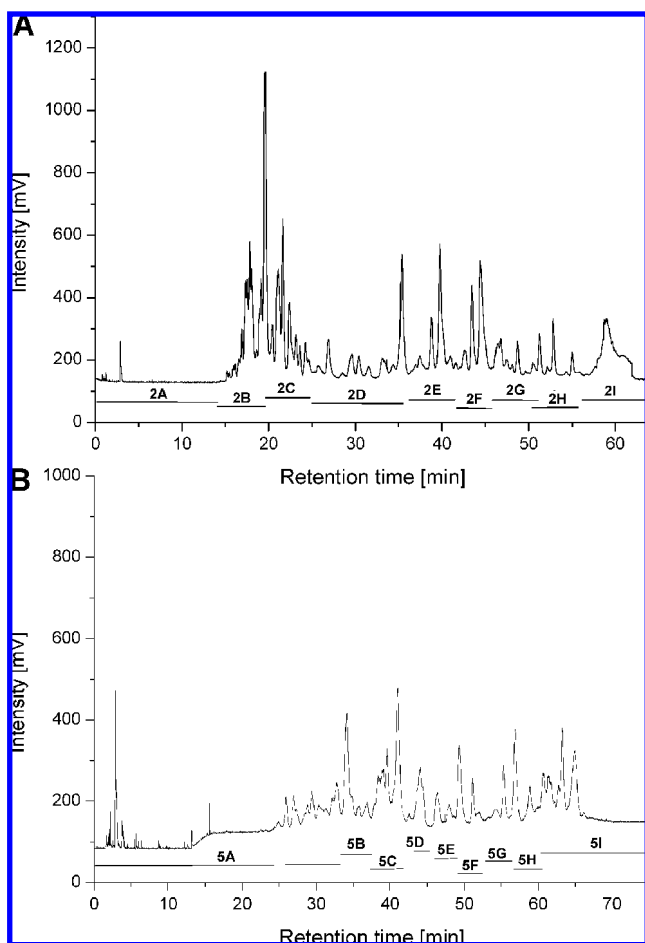 A
1200
1000
800
600
400
200
0
Intensity [mV]
2A 2B 2C 2D 2E 2F 2G 2H 2I
0 10 20 30 40 50 60
Retention time [min]
B
1000
800
600
400
200
0
Intensity [mV]
5A 5B 5C 5D 5E 5F 5G 5H 5I
0 10 20 30 40 50 60 70
Retention time [min]